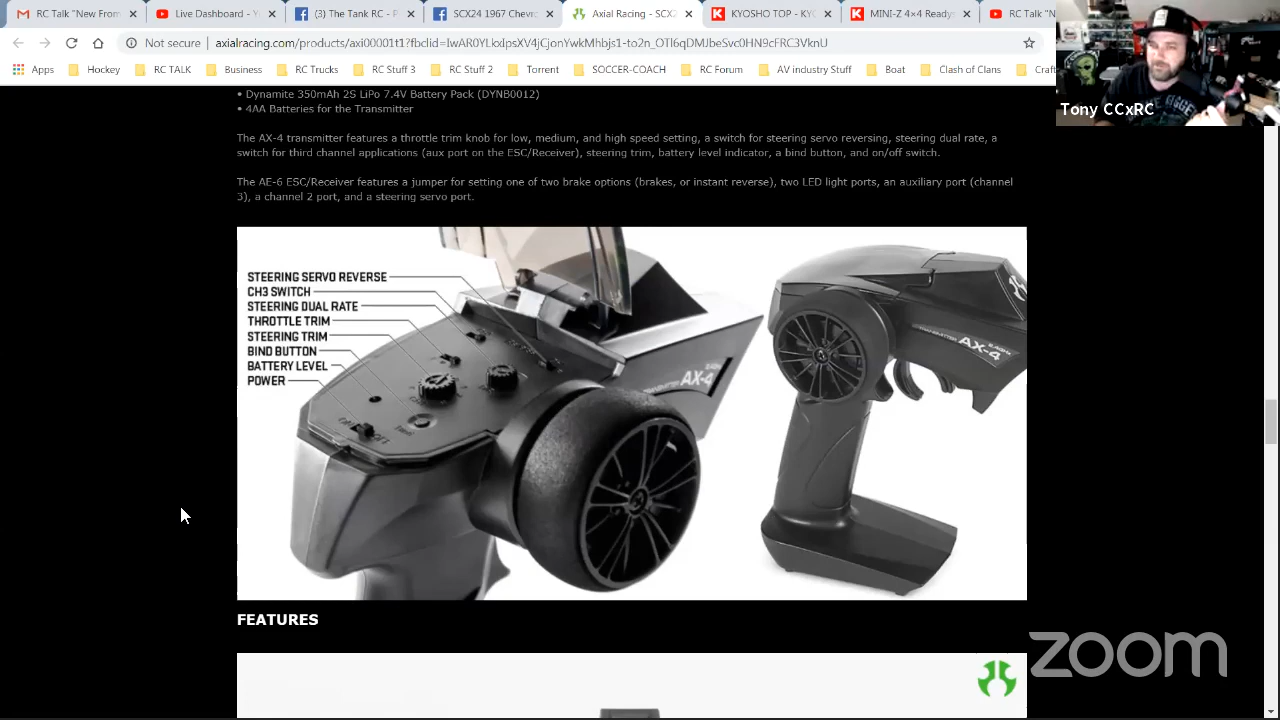 RC Talk "New From
Live Dashboard - Y
(3) The Tank S
SC24 1967 Chevro
Axial Racing - SCX
KYOSHO TOP - KY
MINI-Z 4×4 Ready
RC Talk "N
Not secure
Apps
Hockey
RC TALK
Business
RC Trucks
RC Stuff
RC Stuff 2
Torrent
SOCCER-COACH
RC Forum
AV industry Stuff
Boat
Clash of Clans
Craft
Tony CCxRC
• Dynamite 350mAh 2S LiPo 7.4V Battery Pack (DYNB0012)
• 4AA Batteries for the Transmitter
The AX-4 transmitter features a throttle trim knob for low, medium, and high speed setting, a switch for steering servo reversing, steering dual rate, a
switch for third channel applications (aux port on the ESC/Receiver), steering trim, battery level indicator, a bind button, and on/off switch.
The AE-6 ESC/Receiver features a jumper for setting one of two brake options (brakes, or instant reverse), two LED light ports, an auxiliary port (channel
3), a channel 2 port, and a steering servo port.
STEERING SERVO REVERSE
CH3 SWITCH
STEERING DUAL RATE
THROTTLE TRIM
STEERING TRIM
BIND BUTTON
BATTERY LEVEL
POWER
AX-4
AX-4
FEATURES
zoom